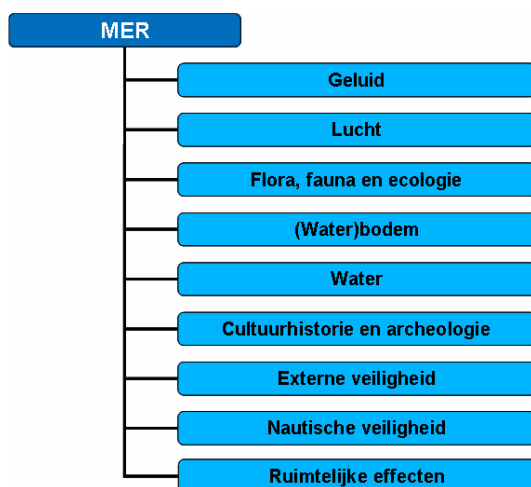 MER
Geluid
Lucht
Flora, fauna en ecologie
(Water)bodem
Water
Cultuurhistorie en archeologie
Externe veiligheid
Nautische veiligheid
Ruimtelijke effecten